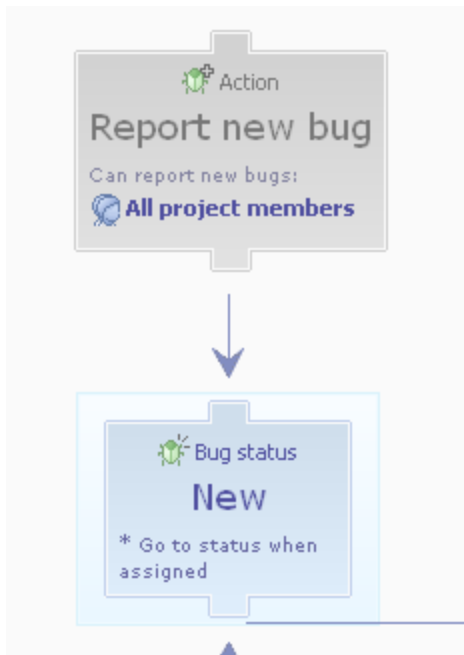 Action
Report new bug
Can report new bugs:
All project members
Bug status
New
* Go to status when
assigned